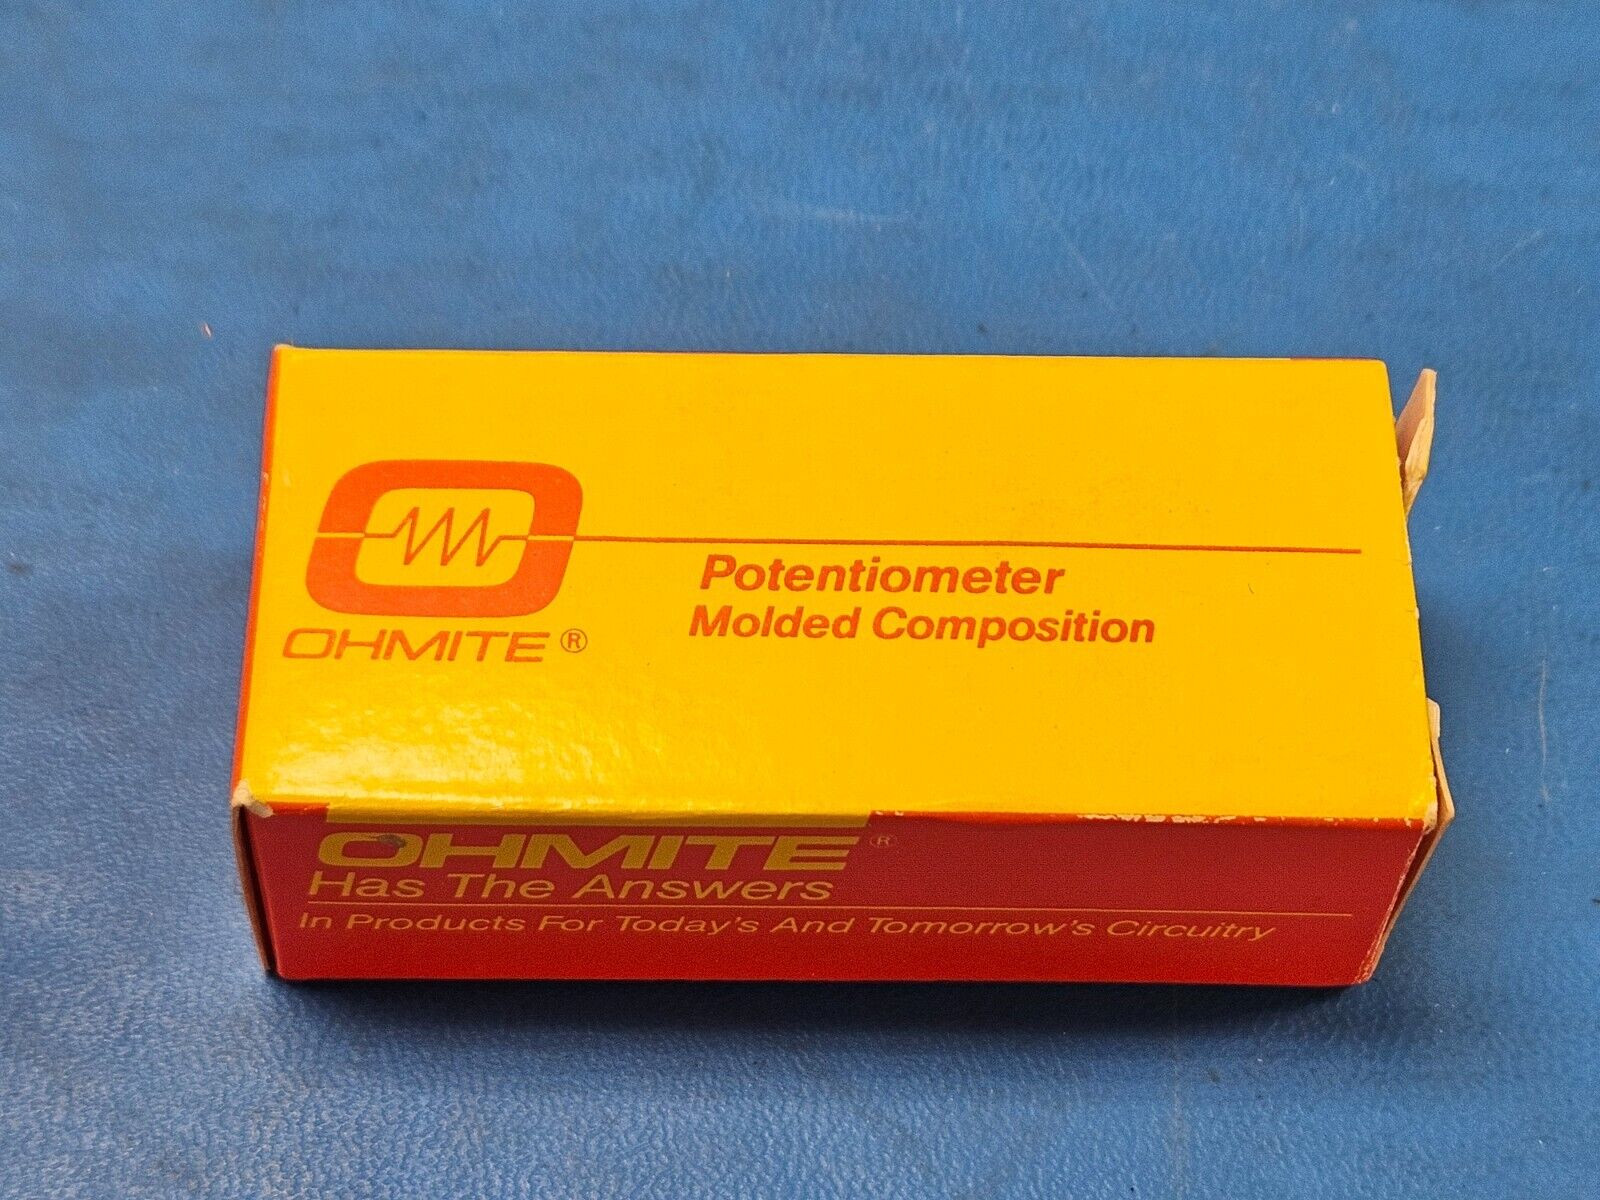 OHMITE®
Potentiometer
Molded Composition
OHMITE®
Has The Answers
In Products For Today's And Tomorrow's Circuitry